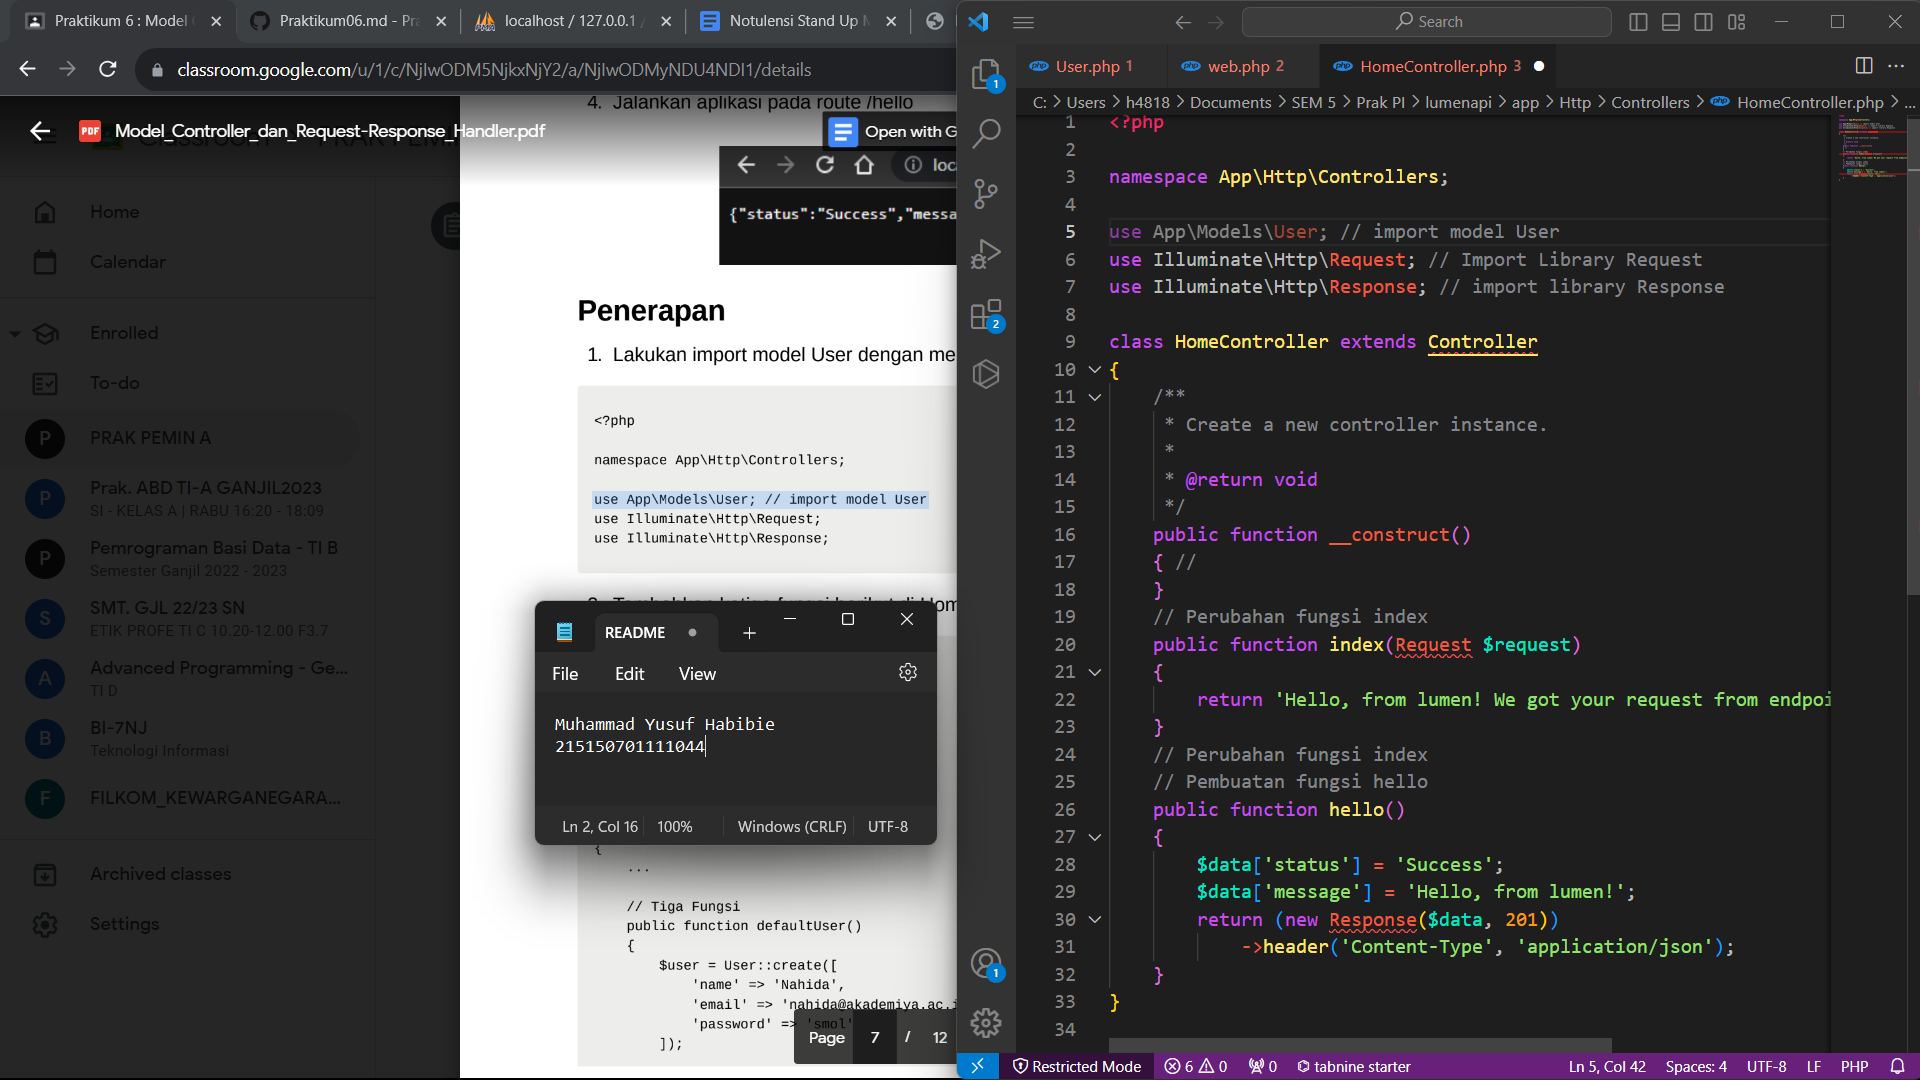 Praktikum 6 : Model
Praktikum06.md - Pra
localhost / 127.0.0.1
Notulensi Stand Up M
classroom.google.com/u/1/c/NjIwODM5NjkxNjY2/a/NjIwODMyNDU4NDI1/details
Model_Controller_dan_Request-Response_Handler.pdf
Open with G
Home
Calendar
Enrolled
To-do
P
PRAK PEMIN A
P
Prak. ABD TI-A GANJIL2023
SI - KELAS A | RABU 16:20 - 18:09
P
Pemrograman Basi Data - TI B
Semester Ganjil 2022 - 2023
S
SMT. GJL 22/23 SN
ETIK PROFE TI C 10.20-12.00 F3.7
A
Advanced Programming - Ge...
TI D
B
BI-7NJ
Teknologi Informasi
F
FILKOM_KEWARGANEGARA...
Archived classes
Settings
4. Jalankan aplikasi pada route /hello
loc
{"status":"Success","messa
Penerapan
1. Lakukan import model User dengan me
<?php
namespace App\Http\Controllers;
use App\Models\User; // import model User
use Illuminate\Http\Request;
use Illuminate\Http\Response;
README
File Edit View
Muhammad Yusuf Habibie
215150701111044
Ln 2, Col 16 100% Windows (CRLF) UTF-8
{
...
// Tiga Fungsi
public function defaultUser()
{
$user = User::create([
'name' => 'Nahida',
'email' => 'nahida@akademiya.ac.i
'password' => 'smol'
]);
Page 7 / 12
Search
User.php 1
web.php 2
HomeController.php 3
C: > Users > h4818 > Documents > SEM 5 > Prak PI > lumenapi > app > Http > Controllers > HomeController.php > ...
1 <?php
2
3 namespace App\Http\Controllers;
4
5 use App\Models\User; // import model User
6 use Illuminate\Http\Request; // Import Library Request
7 use Illuminate\Http\Response; // import library Response
8
9 class HomeController extends Controller
10 {
11 /**
12 * Create a new controller instance.
13 *
14 * @return void
15 */
16 public function __construct()
17 { //
18 }
19 // Perubahan fungsi index
20 public function index(Request $request)
21 {
22 return 'Hello, from lumen! We got your request from endpoi
23 }
24 // Perubahan fungsi index
25 // Pembuatan fungsi hello
26 public function hello()
27 {
28 $data['status'] = 'Success';
29 $data['message'] = 'Hello, from lumen!';
30 return (new Response($data, 201))
31 ->header('Content-Type', 'application/json');
32 }
33 }
34
1
2
1
Restricted Mode 6 0 0 tabnine starter Ln 5, Col 42 Spaces: 4 UTF-8 LF PHP